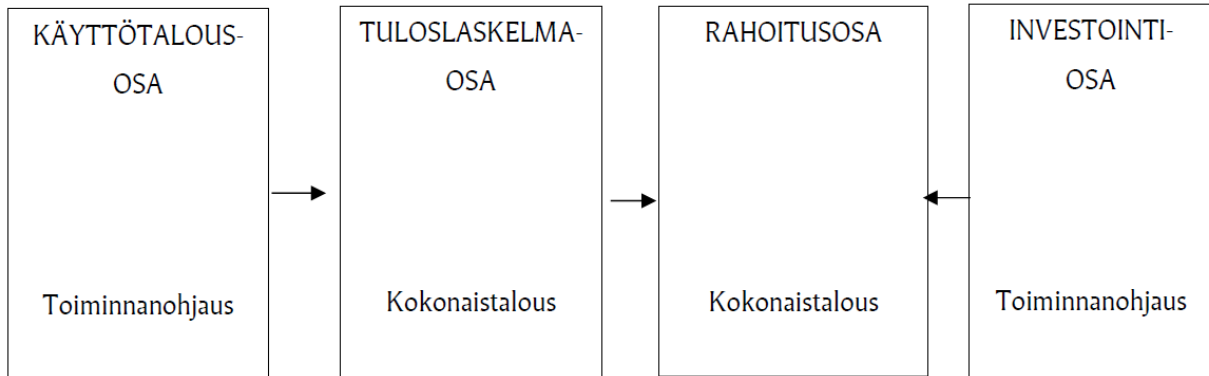 KÄYTTÖTALOUS-
OSA
Toiminnanohjaus
TULOSLASKELMA-
OSA
Kokonaistalous
RAHOITUSOSA
Kokonaistalous
INVESTOINTI-
OSA
Toiminnanohjaus